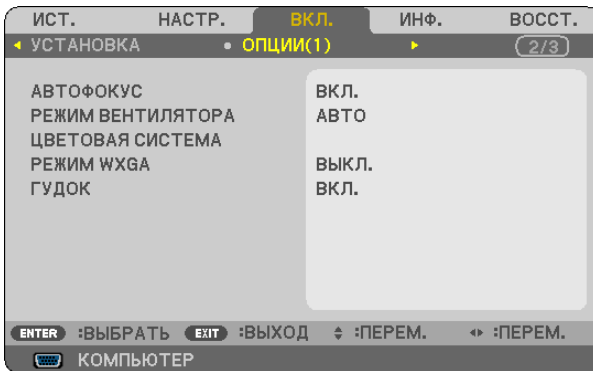 ИСТ. НАСТР. ВКЛ. ИНФ. ВОССТ.
УСТАНОВКА ОПЦИИ(1) 2/3
АВТОФОКУС ВКЛ.
РЕЖИМ ВЕНТИЛЯТОРА АВТО
ЦВЕТОВАЯ СИСТЕМА
РЕЖИМ WXGA ВЫКЛ.
ГУДОК ВКЛ.
ENTER :ВЫБРАТЬ EXIT :ВЫХОД :ПЕРЕМ. :ПЕРЕМ.
КОМПЬЮТЕР